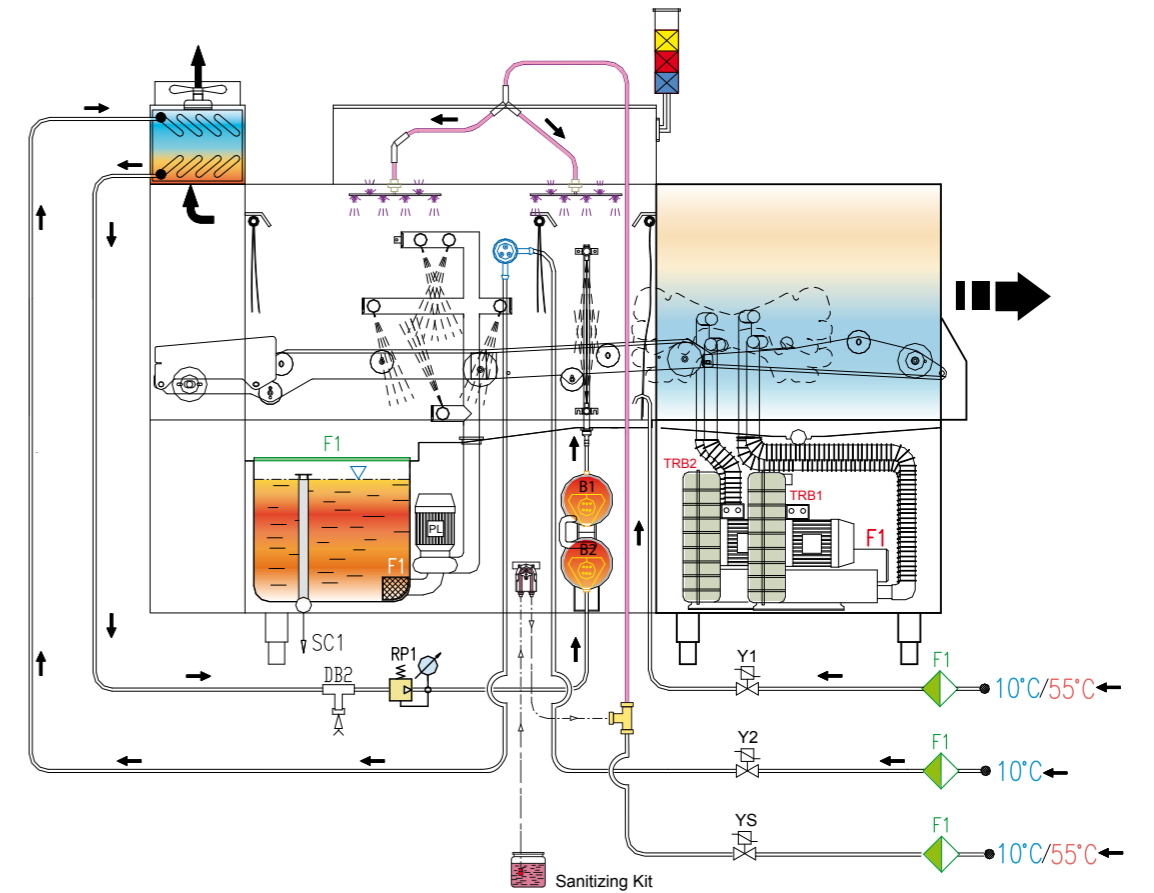 F1
B1
TRB2
TRB1
PL
F1
B2
F1
SC1
DB2
RP1
Y1
F1
10°C/55°C
Y2
F1
10°C
YS
F1
10°C/55°C
Sanitizing Kit